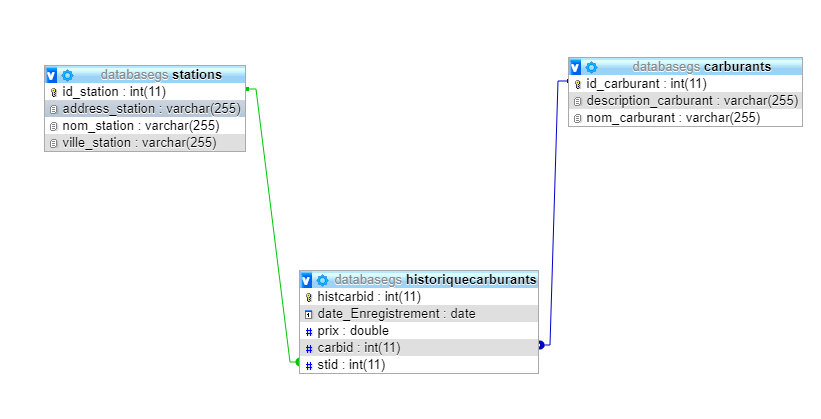 databasegs stations
id_station : int(11)
address_station : varchar(255)
nom_station : varchar(255)
ville_station : varchar(255)
databasegs carburants
id_carburant : int(11)
description_carburant : varchar(255)
nom_carburant : varchar(255)
databasegs historiquecarburants
histcarbid : int(11)
date_Enregistrement : date
prix : double
carbid : int(11)
stid : int(11)